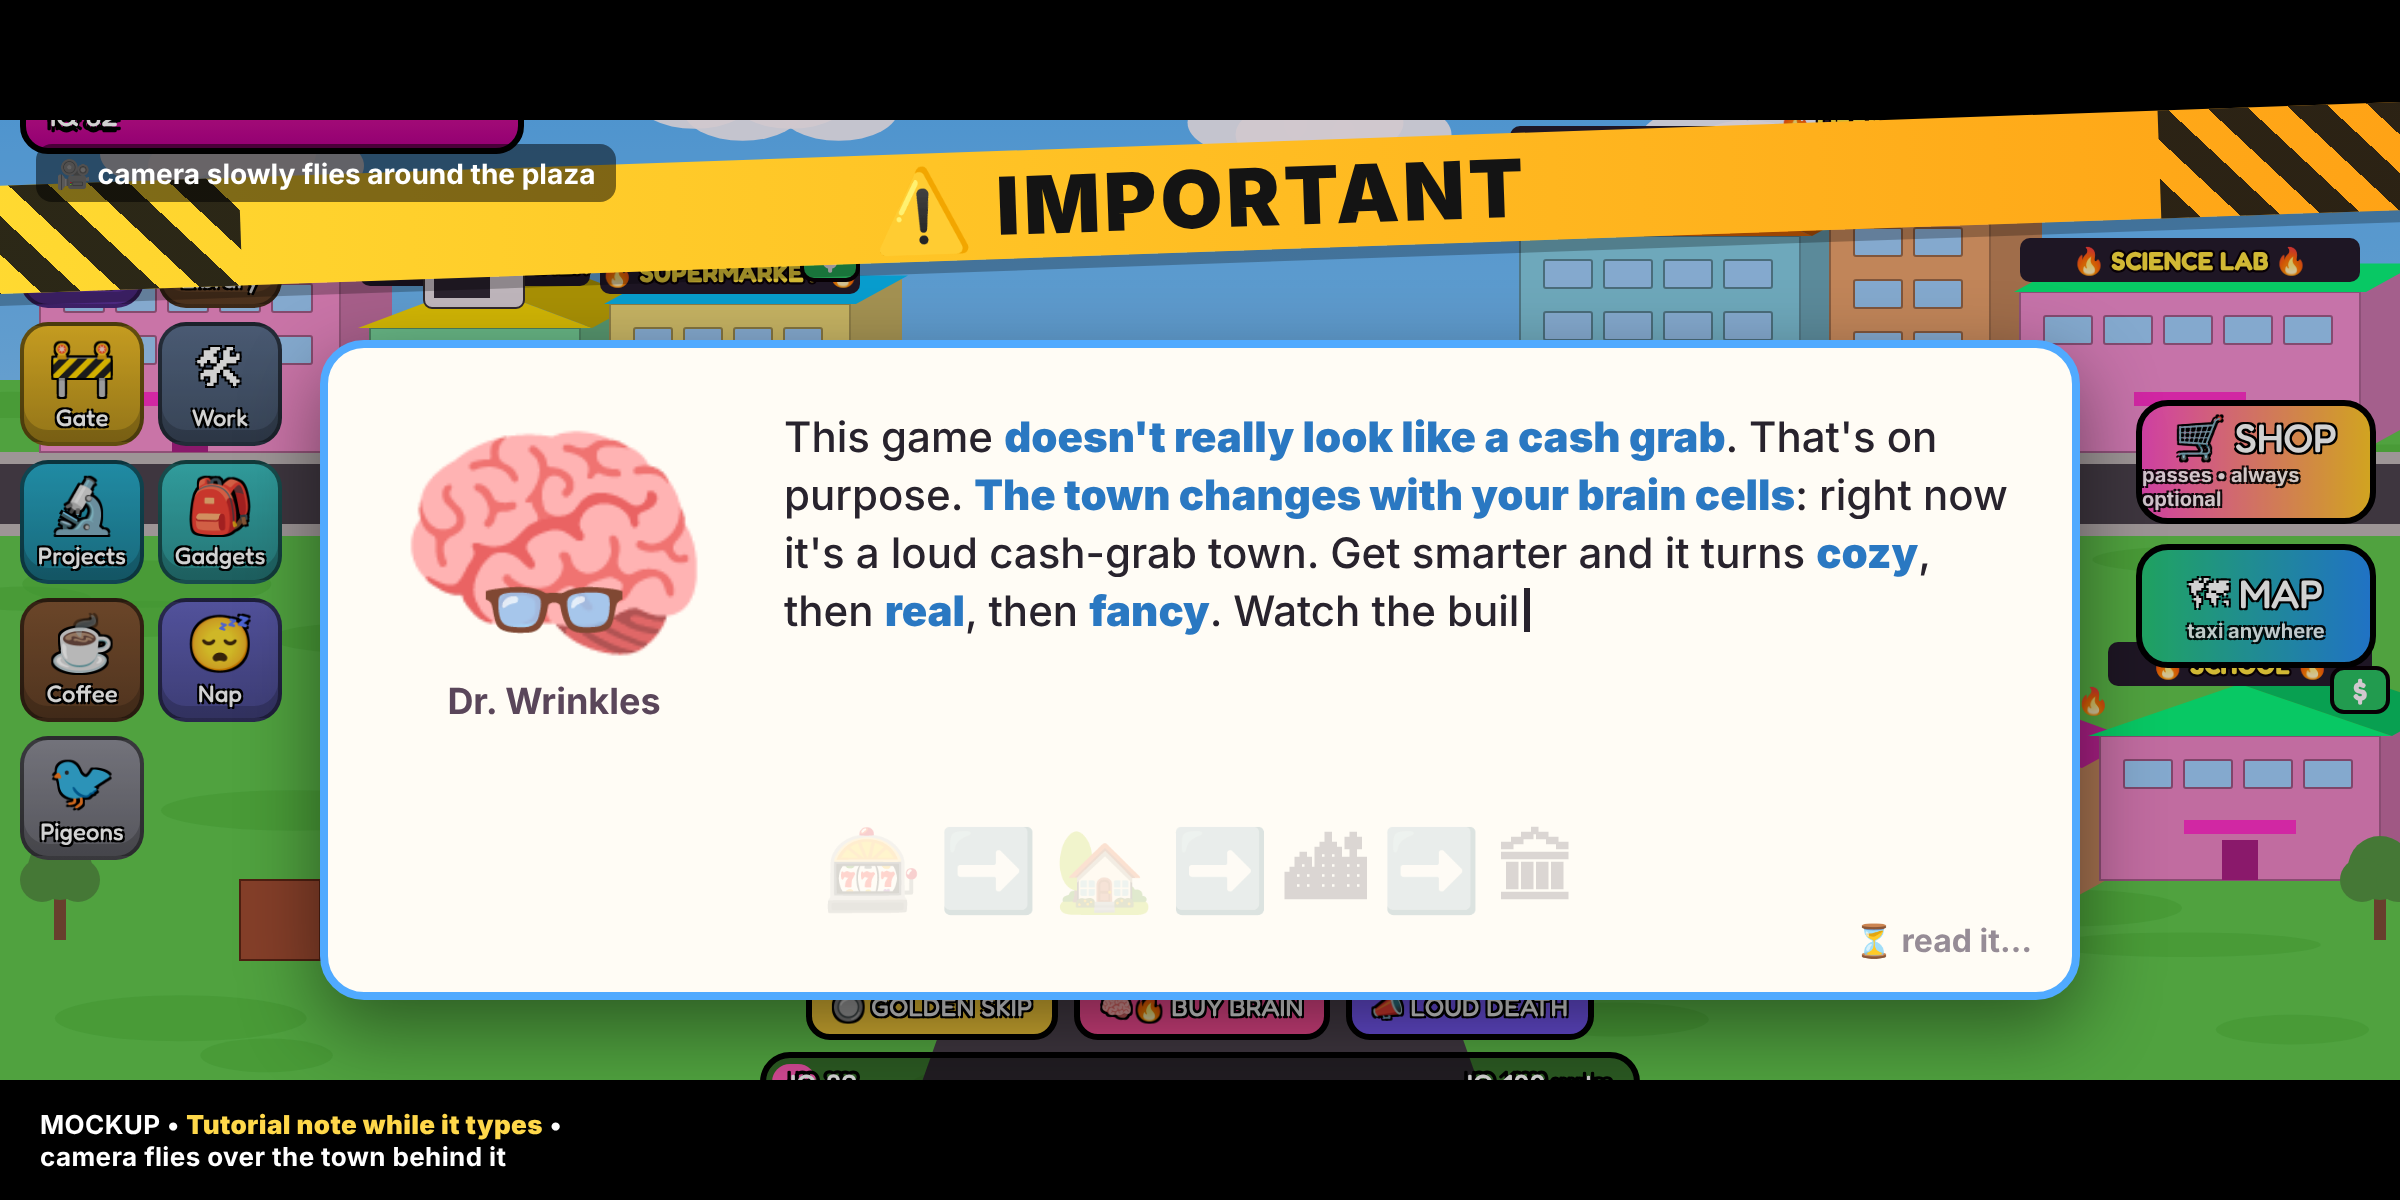 camera slowly flies around the plaza
⚠️ IMPORTANT
🔥 SUPERMARKE
🔥 SCIENCE LAB 🔥
Gate
Work
Projects
Gadgets
Coffee
Nap
Pigeons
This game doesn't really look like a cash grab. That's on
purpose. The town changes with your brain cells: right now
it's a loud cash-grab town. Get smarter and it turns cozy,
then real, then fancy. Watch the buil
Dr. Wrinkles
777
⏳ read it...
SHOP
passes • always
optional
MAP
taxi anywhere
🔥 SCHOOL 🔥
$
GOLDEN SKIP
BUY BRAIN
LOUD DEATH
MOCKUP • Tutorial note while it types •
camera flies over the town behind it